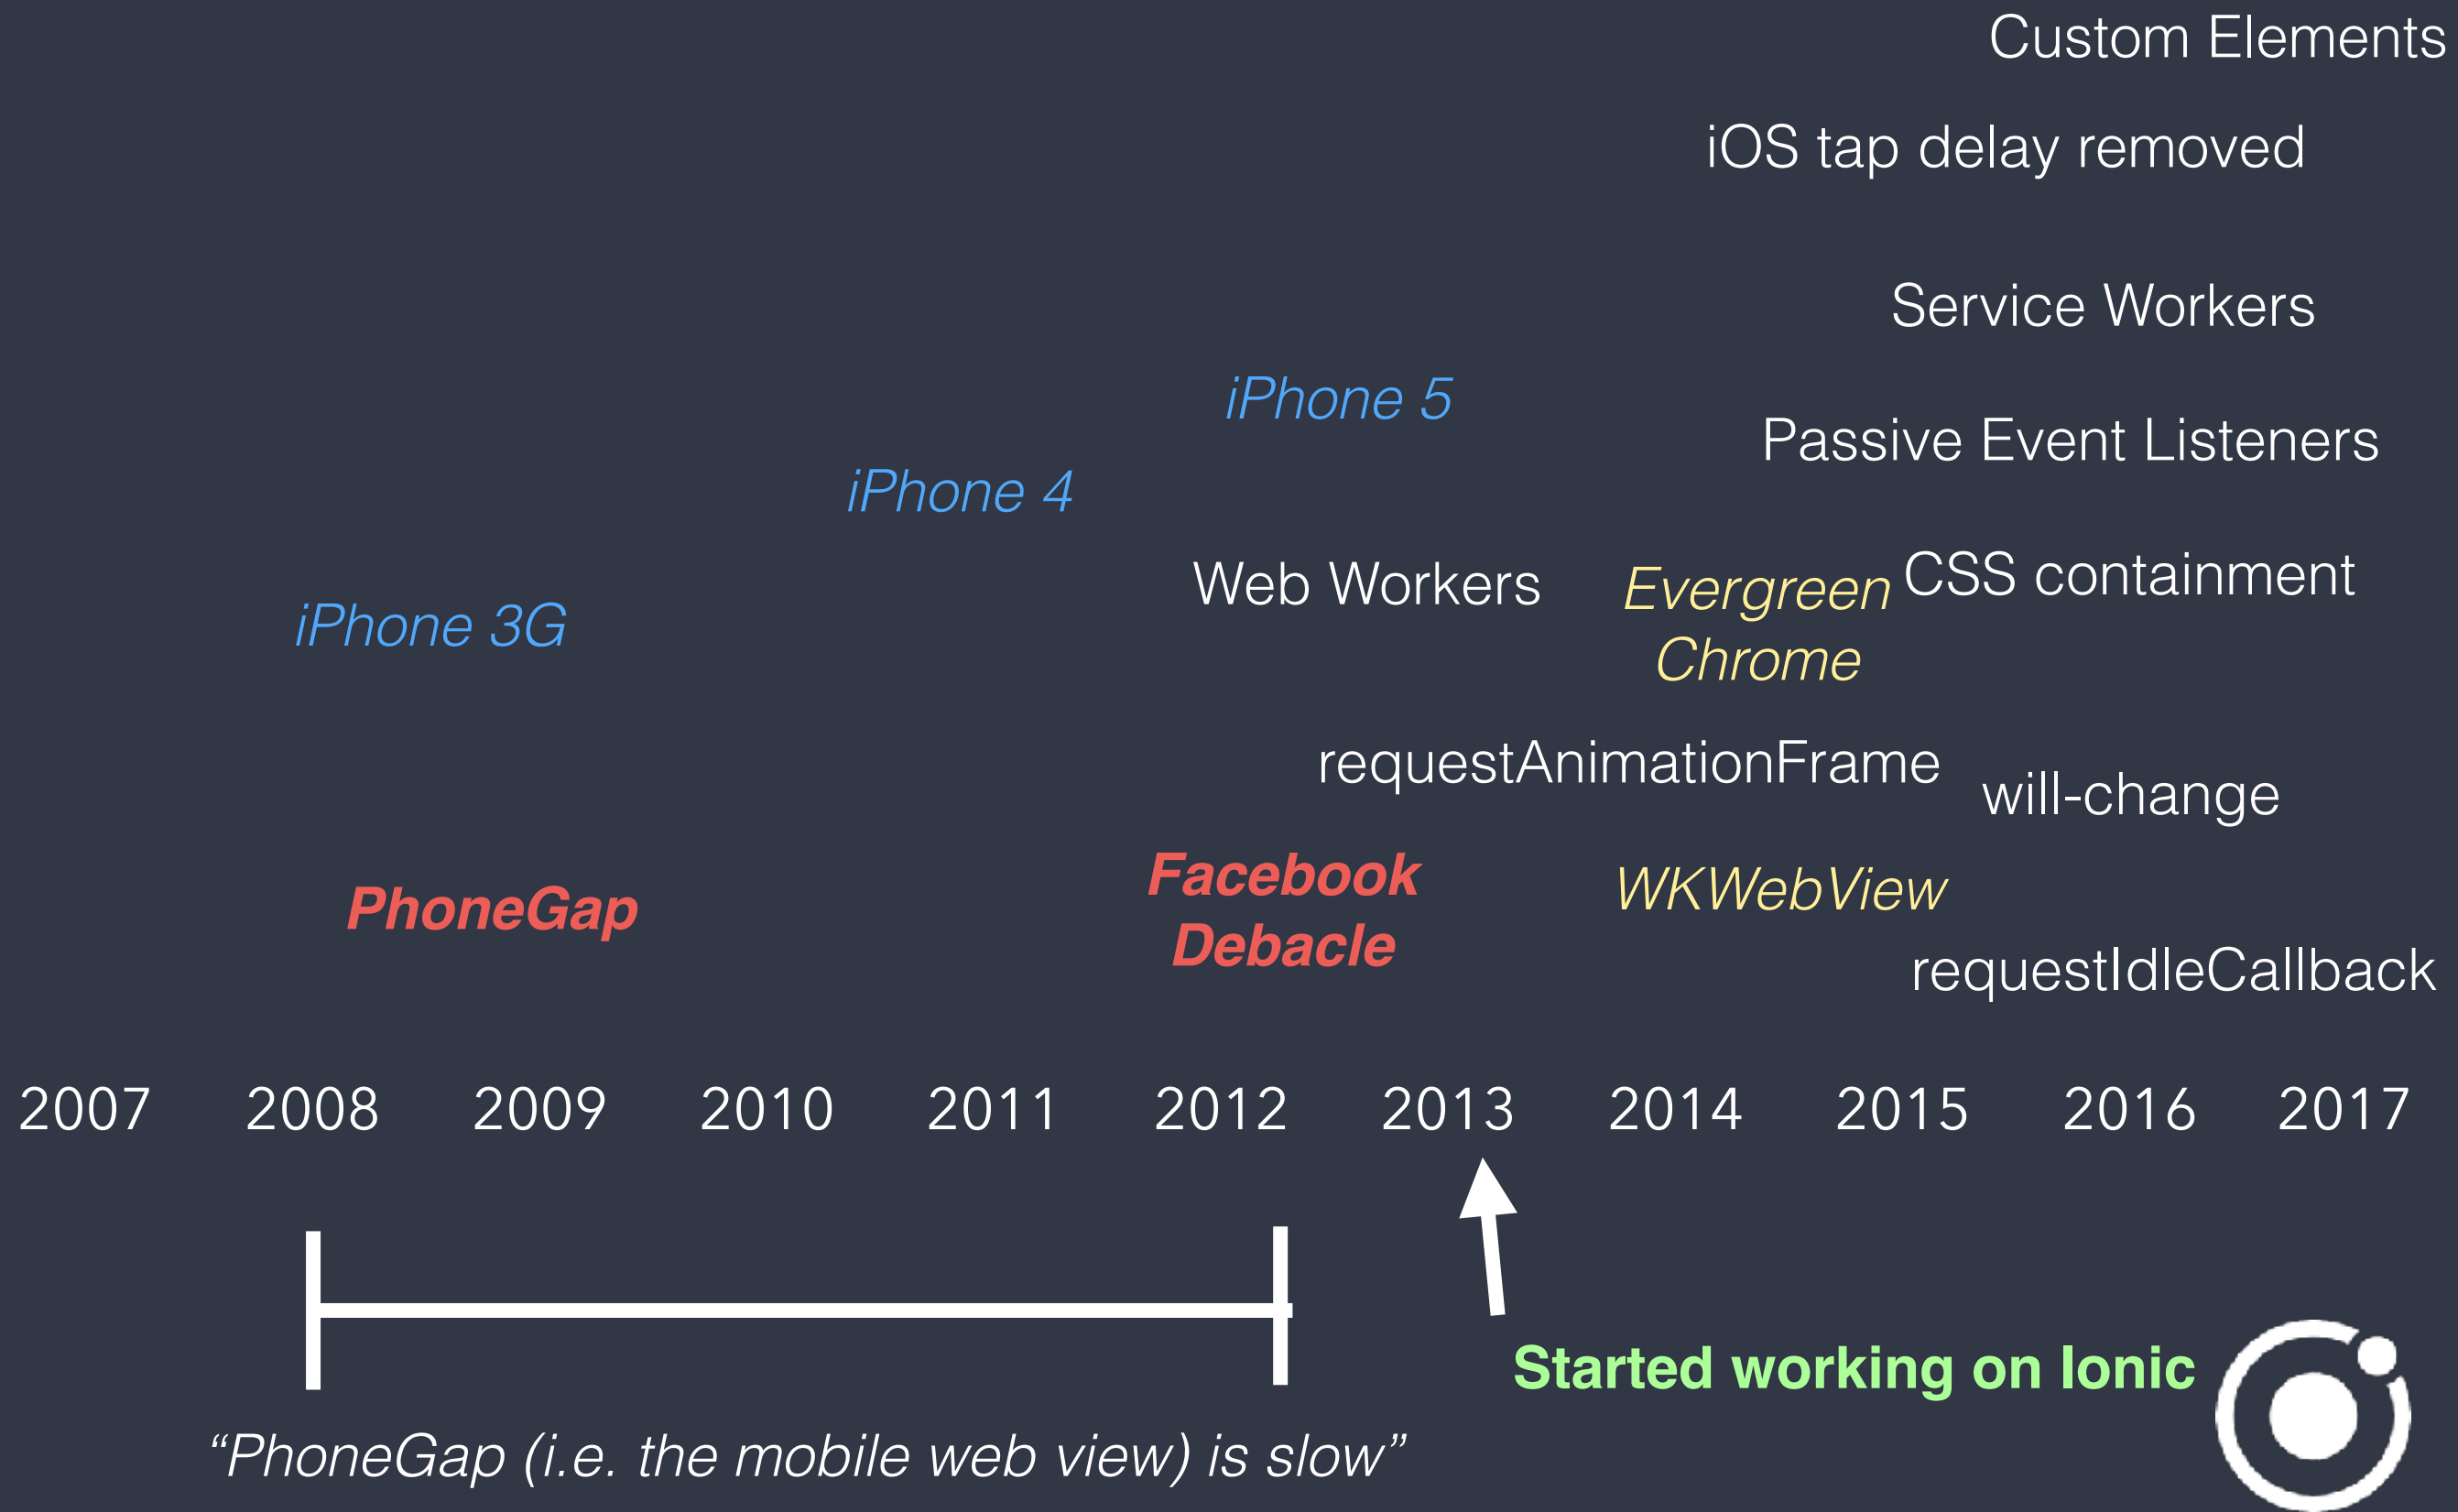 Custom Elements
iOS tap delay removed
Service Workers
iPhone 5
Passive Event Listeners
iPhone 4
Web Workers
Evergreen
Chrome
CSS containment
iPhone 3G
requestAnimationFrame
will-change
PhoneGap
Facebook
Debacle
WKWebView
requestIdleCallback
2007 2008 2009 2010 2011 2012 2013 2014 2015 2016 2017
Started working on Ionic
“PhoneGap (i.e. the mobile web view) is slow”